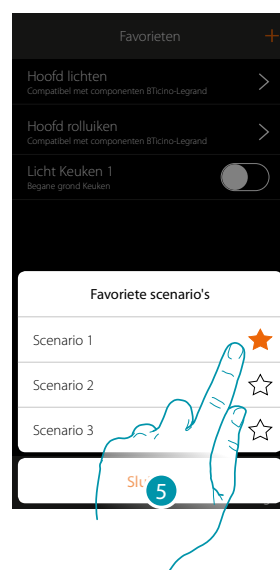 Favorieten +
Hoofd lichten
Compatibel met componenten BTicino-Legrand
Hoofd rolluiken
Compatibel met componenten BTicino-Legrand
Licht Keuken 1
Begane grond Keuken
Favoriete scenario's
Scenario 1
Scenario 2
Scenario 3
5